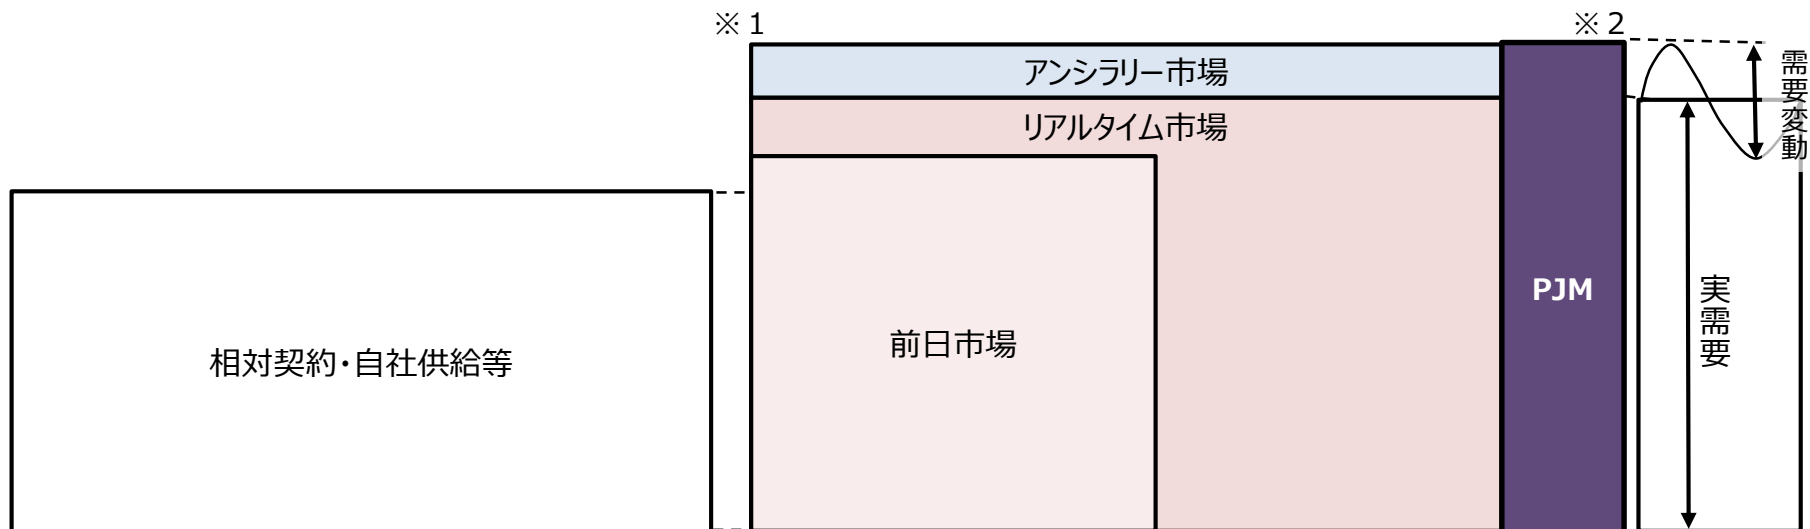 ※1
※2
アンシラリー市場
リアルタイム市場
需要変動
PJM
前日市場
実需要
相対契約・自社供給等